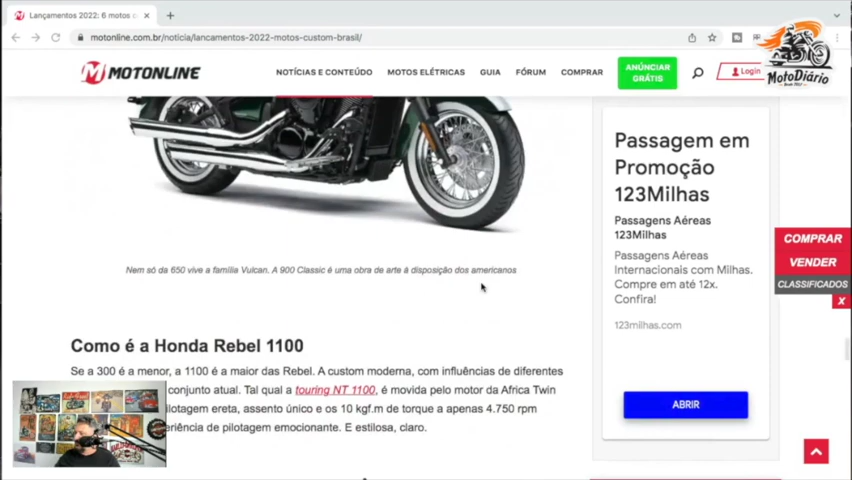 Lançamentos 2022: 6 motos c
motonline.com.br/noticia/lancamentos-2022-motos-custom-brasil/
MOTONLINE
NOTÍCIAS E CONTEÚDO
MOTOS ELÉTRICAS
GUIA
FÓRUM
COMPRAR
ANÚNCIAR
GRÁTIS
Login
MotoDiário
Passagem em
Promoção
123Milhas
Passagens Aéreas
123Milhas
Passagens Aéreas
Internacionais com Milhas.
Compre em até 12x.
Confira!
123milhas.com
ABRIR
COMPRAR
VENDER
CLASSIFICADOS
X
Nem só da 650 vive a família Vulcan. A 900 Classic é uma obra de arte à disposição dos americanos
Como é a Honda Rebel 1100
Se a 300 é a menor, a 1100 é a maior das Rebel. A custom moderna, com influências de diferentes
conjunto atual. Tal qual a touring NT 1100, é movida pelo motor da Africa Twin
ilotagem ereta, assento único e os 10 kgf.m de torque a apenas 4.750 rpm
eriência de pilotagem emocionante. E estilosa, claro.